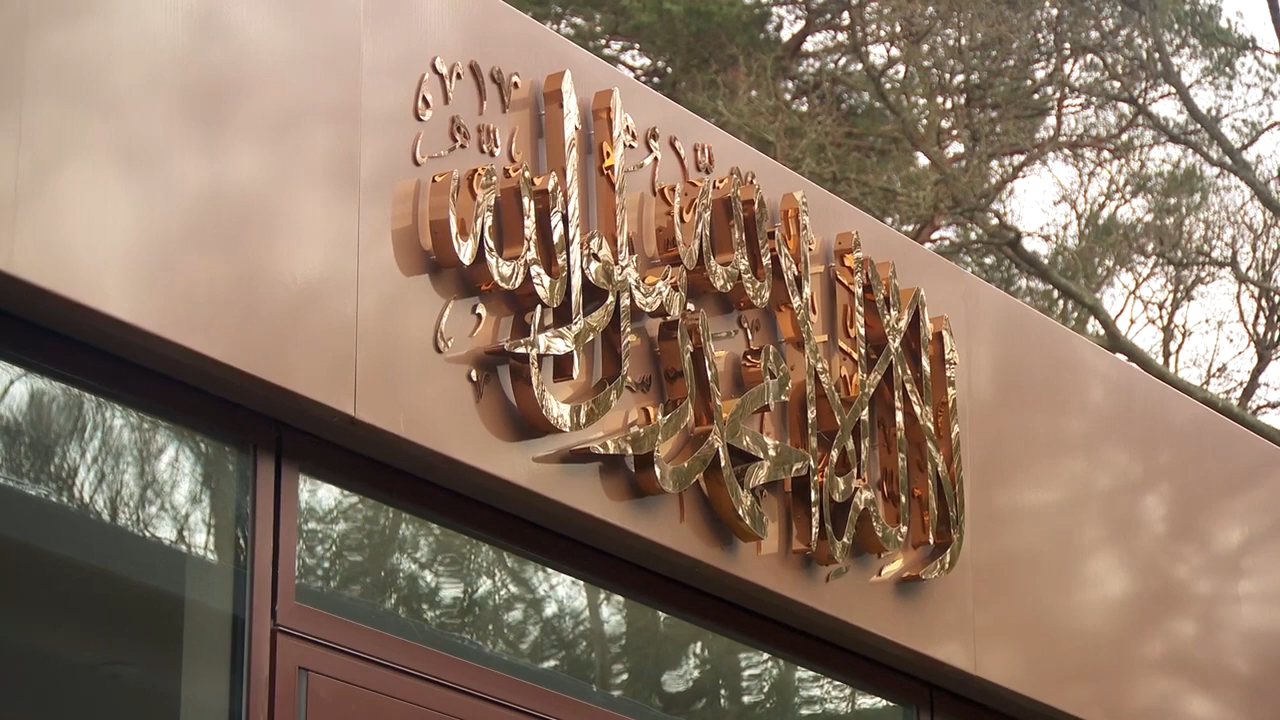 لا إله إلا الله محمد رسول الله